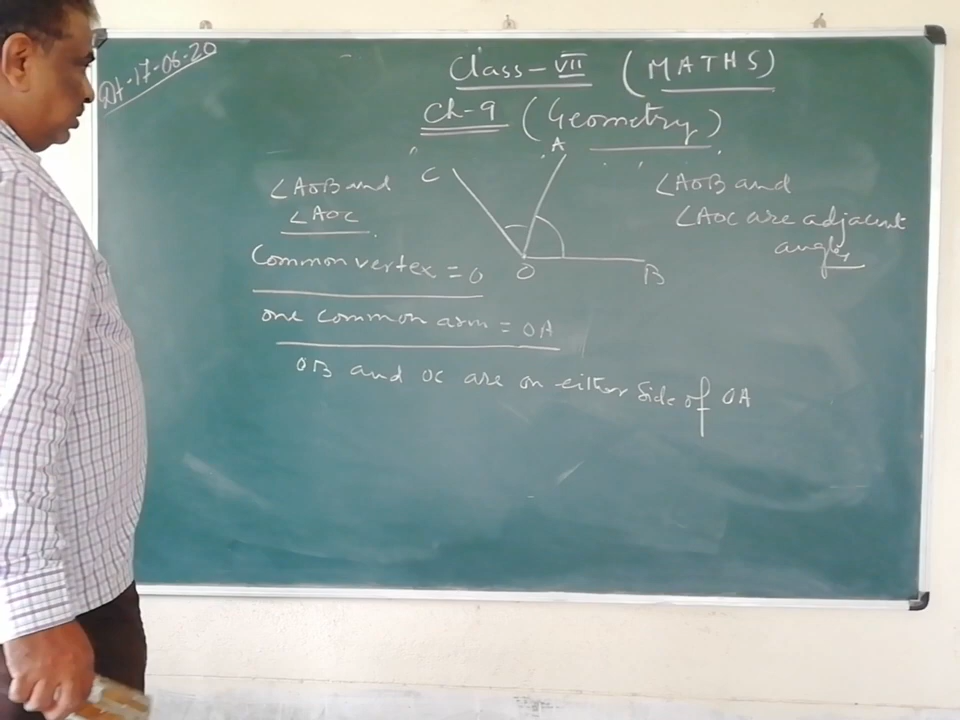 Dt-17-06-20
Class-VII (MATHS)
Ch-9 (Geometry)
∠AOB and
∠AOC
C
A
O
B
∠AOB and
∠AOC are adjacent
angles
Common vertex = O
one common arm = OA
OB and OC are on either side of OA